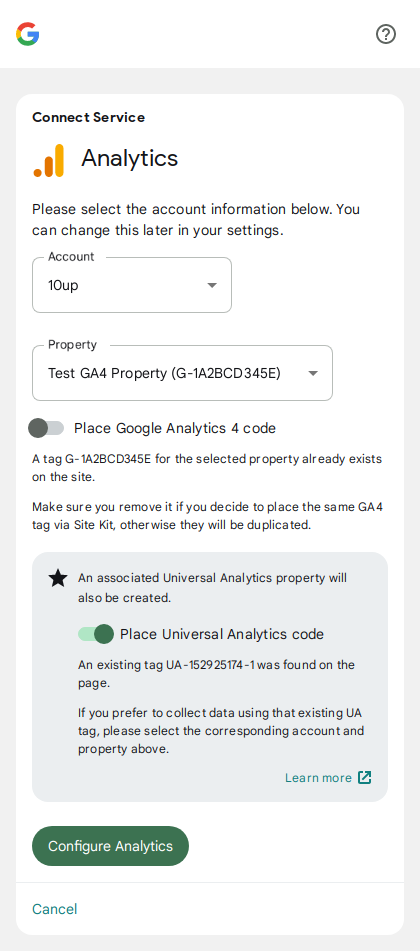 Connect Service
Analytics
Please select the account information below. You
can change this later in your settings.
Account
10up
Property
Test GA4 Property (G-1A2BCD345E)
Place Google Analytics 4 code
A tag G-1A2BCD345E for the selected property already exists
on the site.
Make sure you remove it if you decide to place the same GA4
tag via Site Kit, otherwise they will be duplicated.
An associated Universal Analytics property will
also be created.
Place Universal Analytics code
An existing tag UA-152925174-1 was found on the
page.
If you prefer to collect data using that existing UA
tag, please select the corresponding account and
property above.
Learn more
Configure Analytics
Cancel